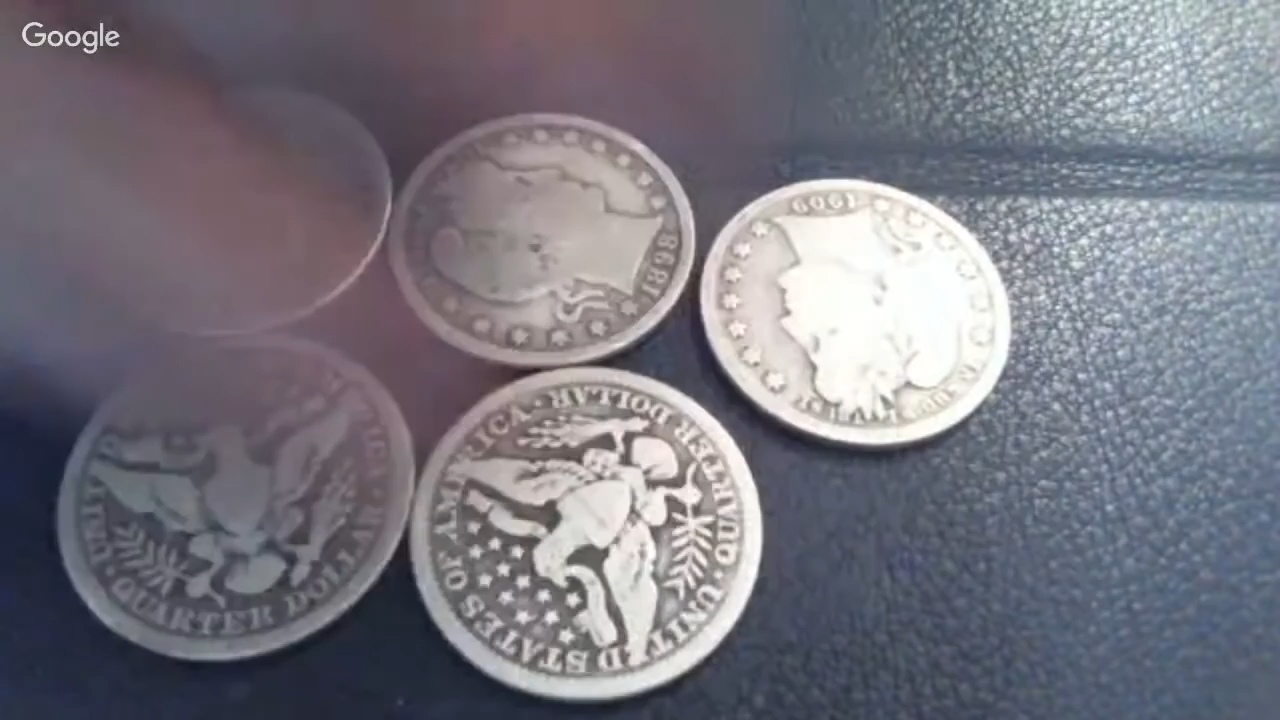 Google
1898
1909
UNITED STATES OF AMERICA · QUARTER DOLLAR ·
QUARTER DOLLAR